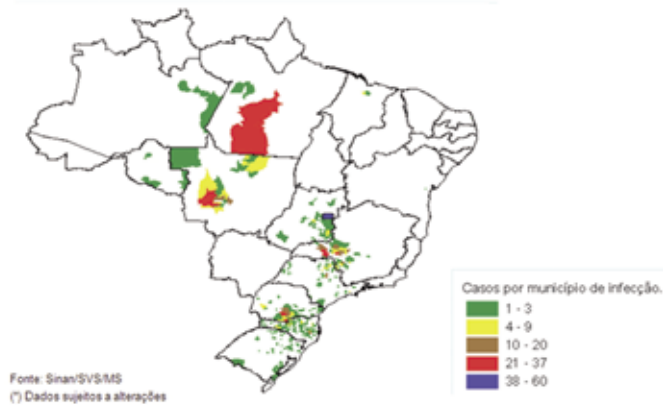 Casos por município de infecção.
1 - 3
4 - 9
10 - 20
21 - 37
38 - 60
Fonte: Sinan/SVS/MS
(*) Dados sujeitos a alterações